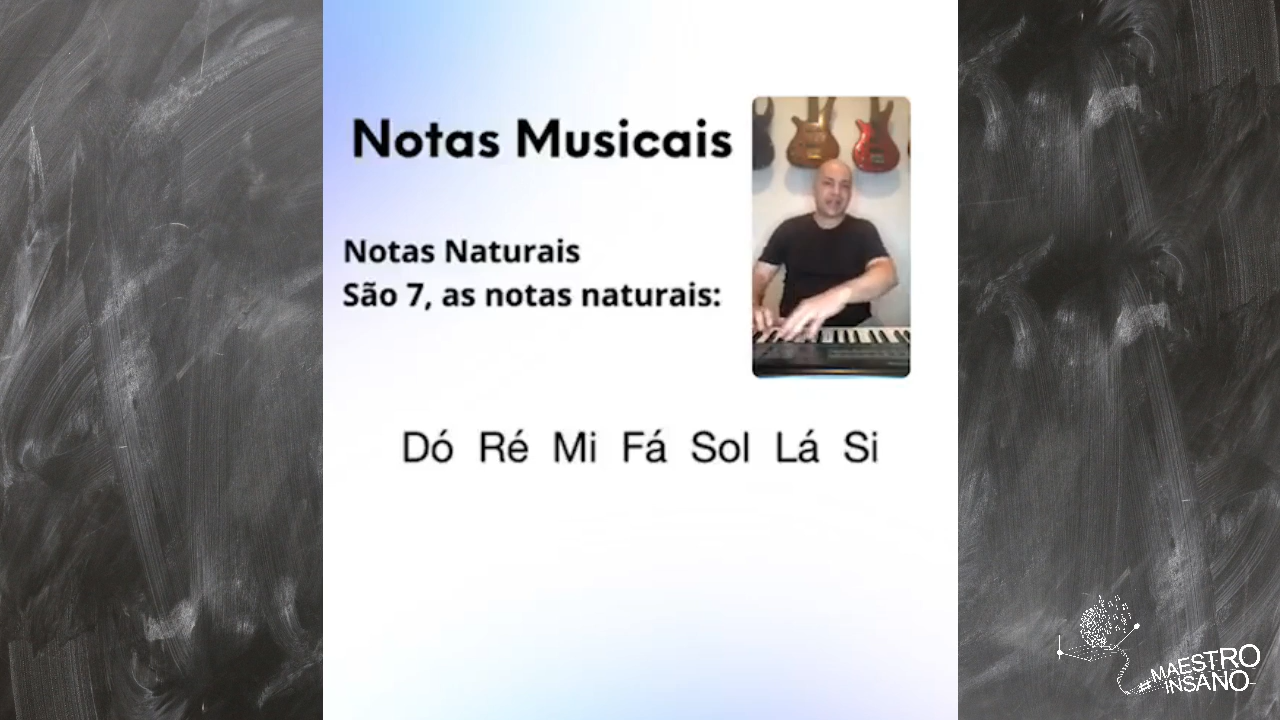 Notas Musicais
Notas Naturais
São 7, as notas naturais:
Dó Ré Mi Fá Sol Lá Si
#MAESTRO
INSANO